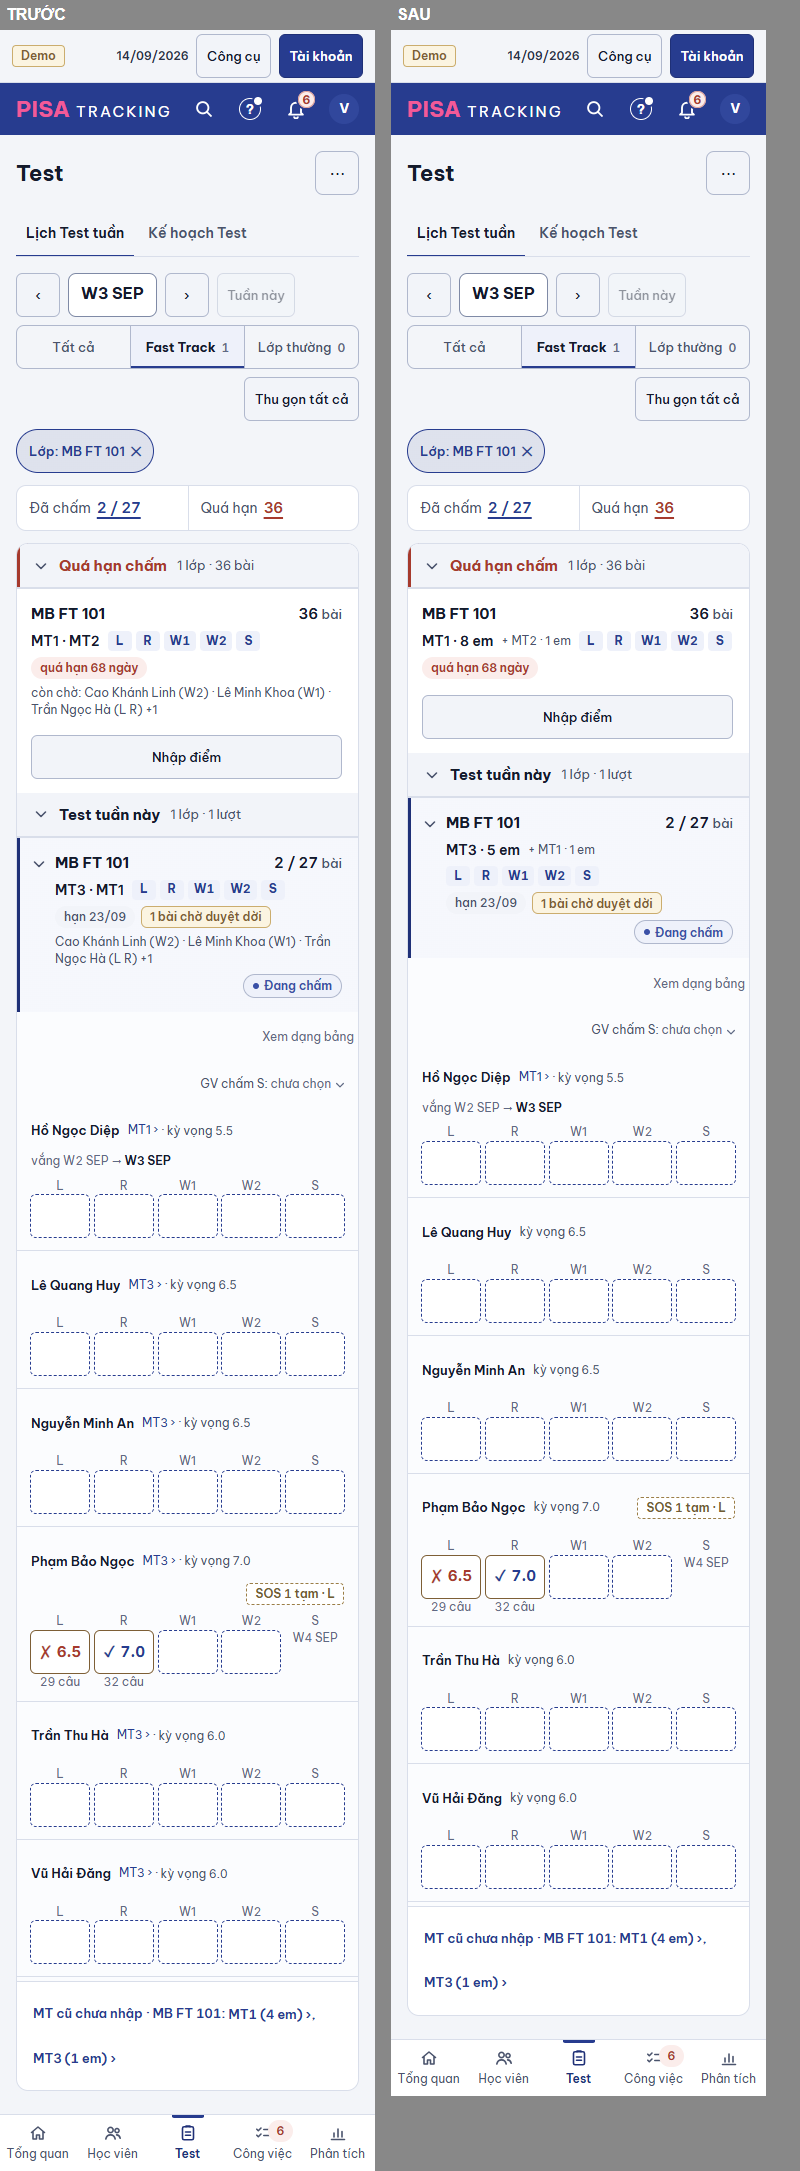 TRƯỚC
Demo 14/09/2026 Công cụ Tài khoản
PISA TRACKING ? 6 V
Test ...
Lịch Test tuần Kế hoạch Test
‹ W3 SEP › Tuần này
Tất cả Fast Track 1 Lớp thường 0
Thu gọn tất cả
Lớp: MB FT 101 ×
Đã chấm 2 / 27 Quá hạn 36
Quá hạn chấm 1 lớp · 36 bài
MB FT 101 36 bài
MT1 · MT2 L R W1 W2 S
quá hạn 68 ngày
còn chờ: Cao Khánh Linh (W2) · Lê Minh Khoa (W1) ·
Trần Ngọc Hà (L R) +1
Nhập điểm
Test tuần này 1 lớp · 1 lượt
MB FT 101 2 / 27 bài
MT3 · MT1 L R W1 W2 S
hạn 23/09 1 bài chờ duyệt dời
Cao Khánh Linh (W2) · Lê Minh Khoa (W1) · Trần
Ngọc Hà (L R) +1
• Đang chấm
Xem dạng bảng
GV chấm S: chưa chọn
Hồ Ngọc Diệp MT1 › · kỳ vọng 5.5
vắng W2 SEP → W3 SEP
L R W1 W2 S
Lê Quang Huy MT3 › · kỳ vọng 6.5
L R W1 W2 S
Nguyễn Minh An MT3 › · kỳ vọng 6.5
L R W1 W2 S
Phạm Bảo Ngọc MT3 › · kỳ vọng 7.0
SOS 1 tạm · L
L R W1 W2 S
✗ 6.5 ✓ 7.0 W4 SEP
29 câu 32 câu
Trần Thu Hà MT3 › · kỳ vọng 6.0
L R W1 W2 S
Vũ Hải Đăng MT3 › · kỳ vọng 6.0
L R W1 W2 S
MT cũ chưa nhập · MB FT 101: MT1 (4 em) ›,
MT3 (1 em) ›
Tổng quan Học viên Test 6 Công việc Phân tích
SAU
Demo 14/09/2026 Công cụ Tài khoản
PISA TRACKING ? 6 V
Test ...
Lịch Test tuần Kế hoạch Test
‹ W3 SEP › Tuần này
Tất cả Fast Track 1 Lớp thường 0
Thu gọn tất cả
Lớp: MB FT 101 ×
Đã chấm 2 / 27 Quá hạn 36
Quá hạn chấm 1 lớp · 36 bài
MB FT 101 36 bài
MT1 · 8 em + MT2 · 1 em L R W1 W2 S
quá hạn 68 ngày
Nhập điểm
Test tuần này 1 lớp · 1 lượt
MB FT 101 2 / 27 bài
MT3 · 5 em + MT1 · 1 em
L R W1 W2 S
hạn 23/09 1 bài chờ duyệt dời
• Đang chấm
Xem dạng bảng
GV chấm S: chưa chọn
Hồ Ngọc Diệp MT1 › · kỳ vọng 5.5
vắng W2 SEP → W3 SEP
L R W1 W2 S
Lê Quang Huy kỳ vọng 6.5
L R W1 W2 S
Nguyễn Minh An kỳ vọng 6.5
L R W1 W2 S
Phạm Bảo Ngọc kỳ vọng 7.0 SOS 1 tạm · L
L R W1 W2 S
✗ 6.5 ✓ 7.0 W4 SEP
29 câu 32 câu
Trần Thu Hà kỳ vọng 6.0
L R W1 W2 S
Vũ Hải Đăng kỳ vọng 6.0
L R W1 W2 S
MT cũ chưa nhập · MB FT 101: MT1 (4 em) ›,
MT3 (1 em) ›
Tổng quan Học viên Test 6 Công việc Phân tích